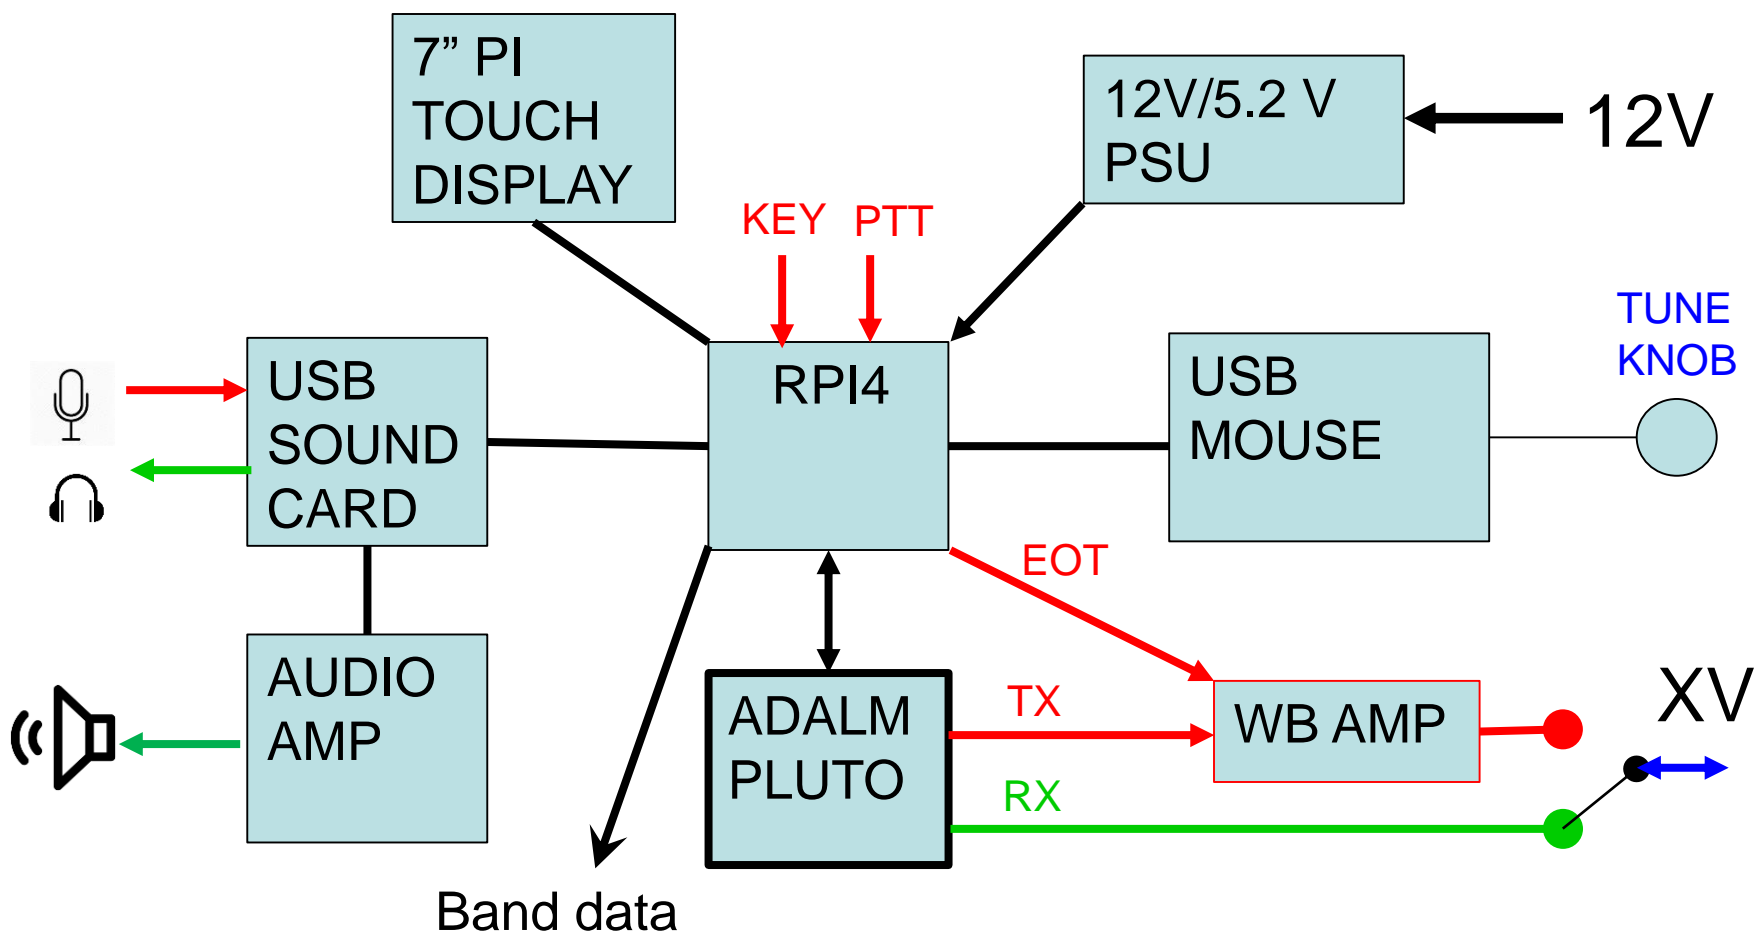 7” PI
TOUCH
DISPLAY
12V/5.2 V
PSU
12V
KEY
PTT
TUNE
KNOB
USB
SOUND
CARD
RPI4
USB
MOUSE
EOT
AUDIO
AMP
ADALM
PLUTO
TX
RX
WB AMP
XV
Band data